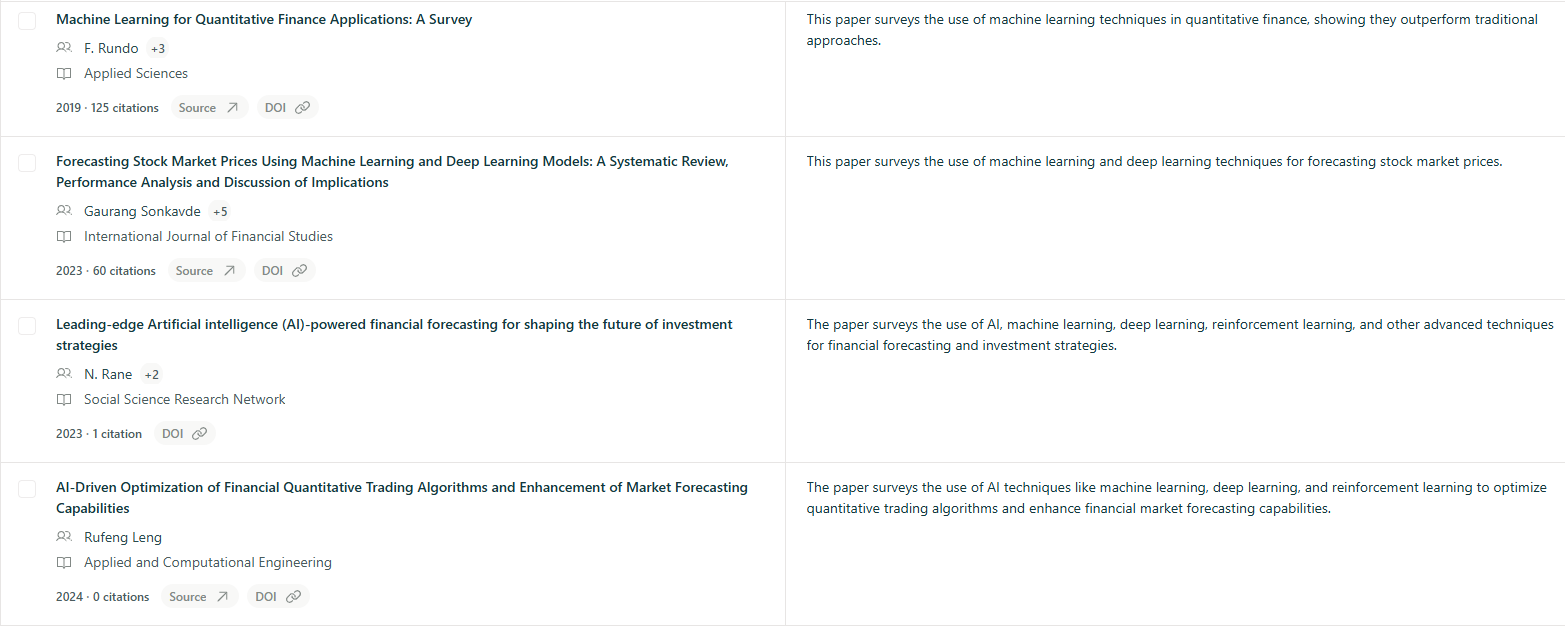 Machine Learning for Quantitative Finance Applications: A Survey
F. Rundo +3
Applied Sciences
2019 · 125 citations Source DOI
This paper surveys the use of machine learning techniques in quantitative finance, showing they outperform traditional
approaches.
Forecasting Stock Market Prices Using Machine Learning and Deep Learning Models: A Systematic Review,
Performance Analysis and Discussion of Implications
Gaurang Sonkavde +5
International Journal of Financial Studies
2023 · 60 citations Source DOI
This paper surveys the use of machine learning and deep learning techniques for forecasting stock market prices.
Leading-edge Artificial intelligence (AI)-powered financial forecasting for shaping the future of investment
strategies
N. Rane +2
Social Science Research Network
2023 · 1 citation DOI
The paper surveys the use of AI, machine learning, deep learning, reinforcement learning, and other advanced techniques
for financial forecasting and investment strategies.
AI-Driven Optimization of Financial Quantitative Trading Algorithms and Enhancement of Market Forecasting
Capabilities
Rufeng Leng
Applied and Computational Engineering
2024 · 0 citations Source DOI
The paper surveys the use of AI techniques like machine learning, deep learning, and reinforcement learning to optimize
quantitative trading algorithms and enhance financial market forecasting capabilities.